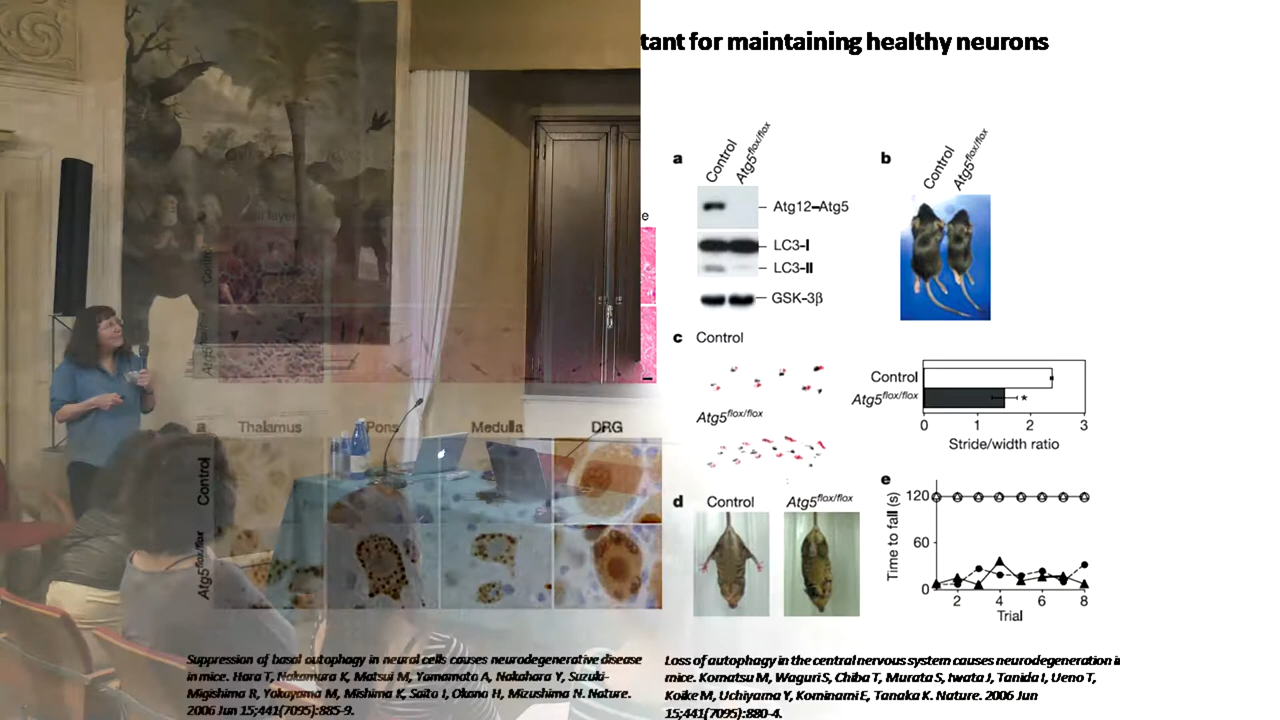 tant for maintaining healthy neurons
a
Control
Atg5flox/flox
Atg12–Atg5
LC3-I
LC3-II
GSK-3β
b
Control
Atg5flox/flox
e
c
Control
Atg5flox/flox
Control
Atg5flox/flox
*
0 1 2 3
Stride/width ratio
d
Control
Atg5flox/flox
e
Time to fall (s)
120
60
0
2 4 6 8
Trial
a
Thalamus
Pons
Medulla
DRG
Control
Atg5flox/flox
Suppression of basal autophagy in neural cells causes neurodegenerative disease
in mice. Hara T, Nakamura K, Matsui M, Yamamoto A, Nakahara Y, Suzuki-
Migishima R, Yokoyama M, Mishima K, Saito I, Okano H, Mizushima N. Nature.
2006 Jun 15;441(7095):885-9.
Loss of autophagy in the central nervous system causes neurodegeneration i
mice. Komatsu M, Waguri S, Chiba T, Murata S, Iwata J, Tanida I, Ueno T,
Koike M, Uchiyama Y, Kominami E, Tanaka K. Nature. 2006 Jun
15;441(7095):880-4.